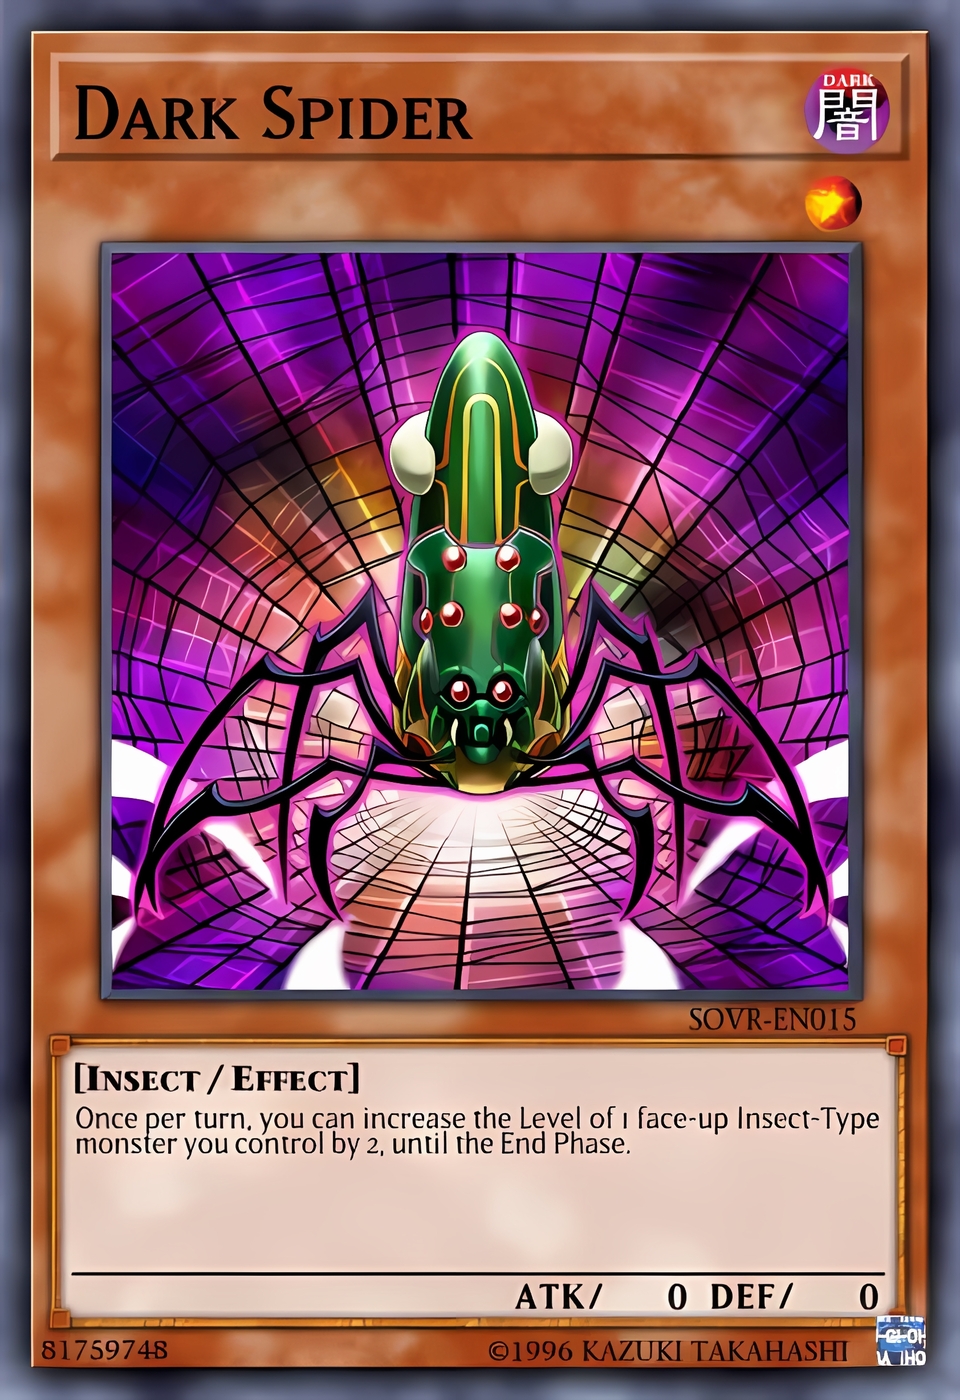 DARK SPIDER
DARK
闇
SOVR-EN015
[INSECT / EFFECT]
Once per turn, you can increase the Level of 1 face-up Insect-Type
monster you control by 2, until the End Phase.
ATK/ 0 DEF/ 0
81759748
©1996 KAZUKI TAKAHASHI